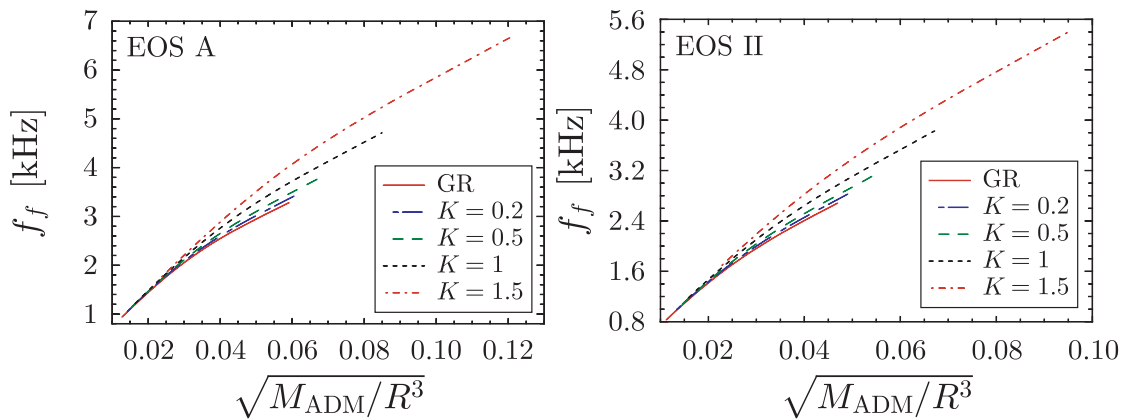 EOS A
f_f [kHz]
7
6
5
4
3
2
1
GR
K = 0.2
K = 0.5
K = 1
K = 1.5
0.02 0.04 0.06 0.08 0.10 0.12
√M_ADM/R³
EOS II
f_f [kHz]
5.6
4.8
4.0
3.2
2.4
1.6
0.8
GR
K = 0.2
K = 0.5
K = 1
K = 1.5
0.02 0.04 0.06 0.08 0.10
√M_ADM/R³